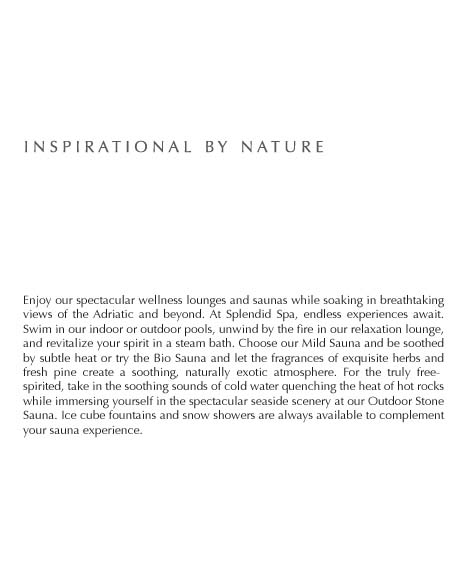 INSPIRATIONAL BY NATURE
Enjoy our spectacular wellness lounges and saunas while soaking in breathtaking
views of the Adriatic and beyond. At Splendid Spa, endless experiences await.
Swim in our indoor or outdoor pools, unwind by the fire in our relaxation lounge,
and revitalize your spirit in a steam bath. Choose our Mild Sauna and be soothed
by subtle heat or try the Bio Sauna and let the fragrances of exquisite herbs and
fresh pine create a soothing, naturally exotic atmosphere. For the truly free-
spirited, take in the soothing sounds of cold water quenching the heat of hot rocks
while immersing yourself in the spectacular seaside scenery at our Outdoor Stone
Sauna. Ice cube fountains and snow showers are always available to complement
your sauna experience.